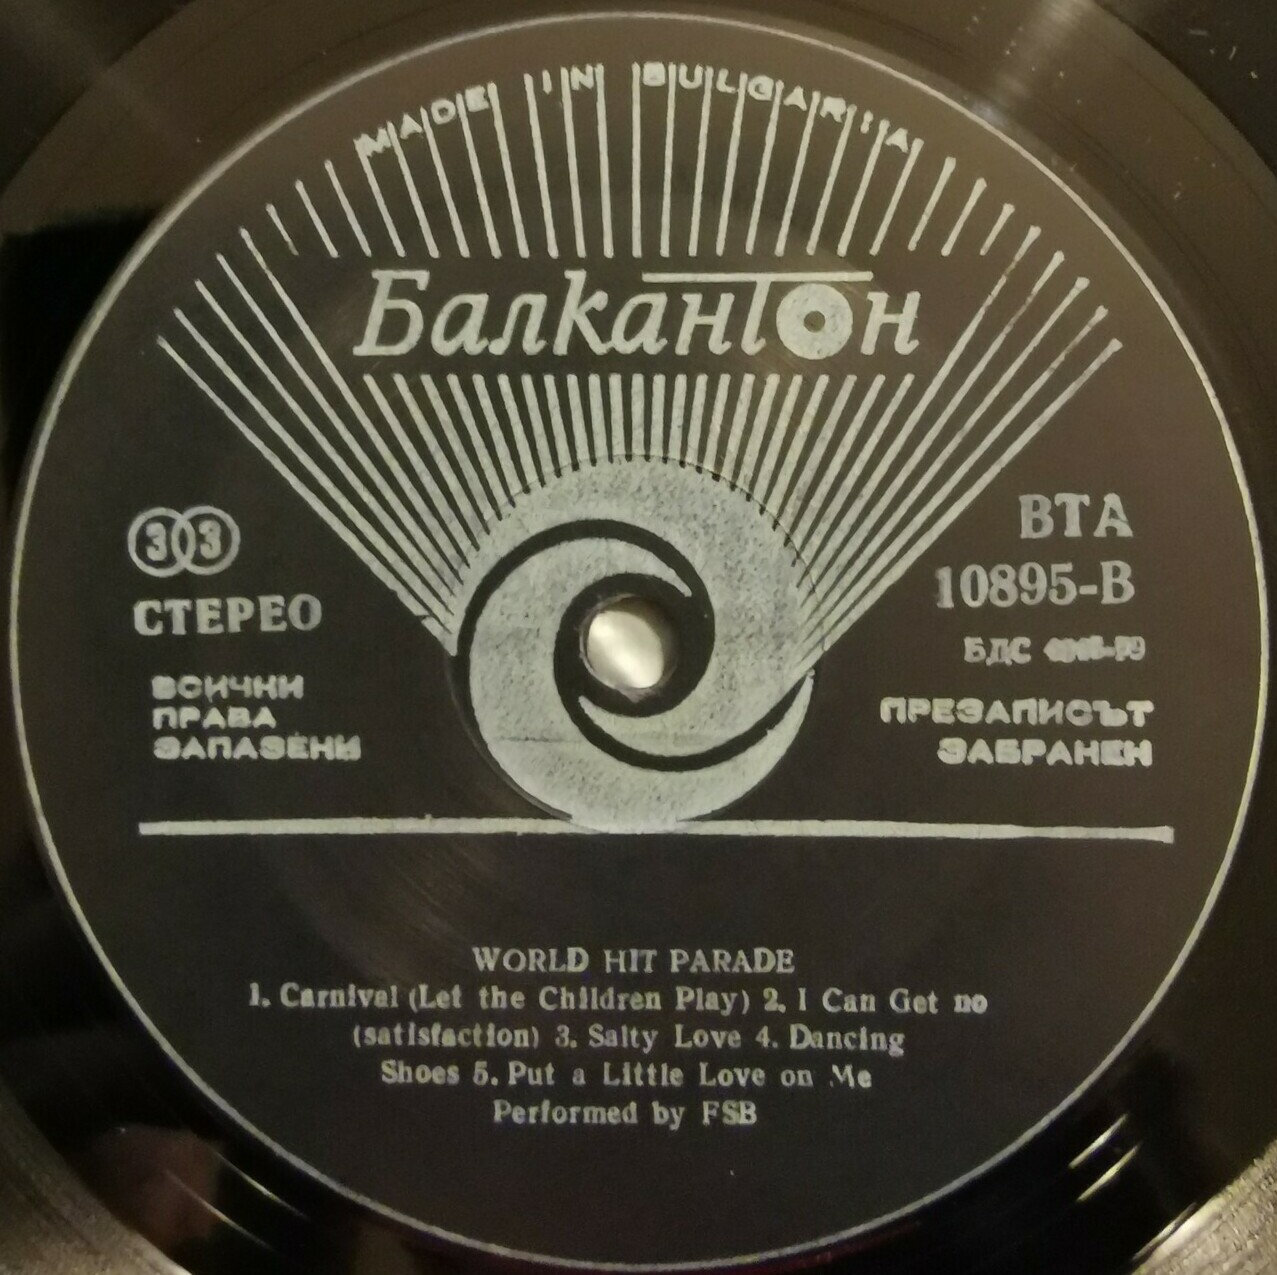 MADE IN BULGARIA
Балкантон
33
СТЕРЕО
ВСИЧКИ
ПРАВА
ЗАПАЗЕНИ
ВТА
10895-В
БДС
ПРЕЗАПИСЪТ
ЗАБРАНЕН
WORLD HIT PARADE
1. Carnival (Let the Children Play) 2. I Can Get no
(satisfaction) 3. Salty Love 4. Dancing
Shoes 5. Put a Little Love on Me
Performed by FSB